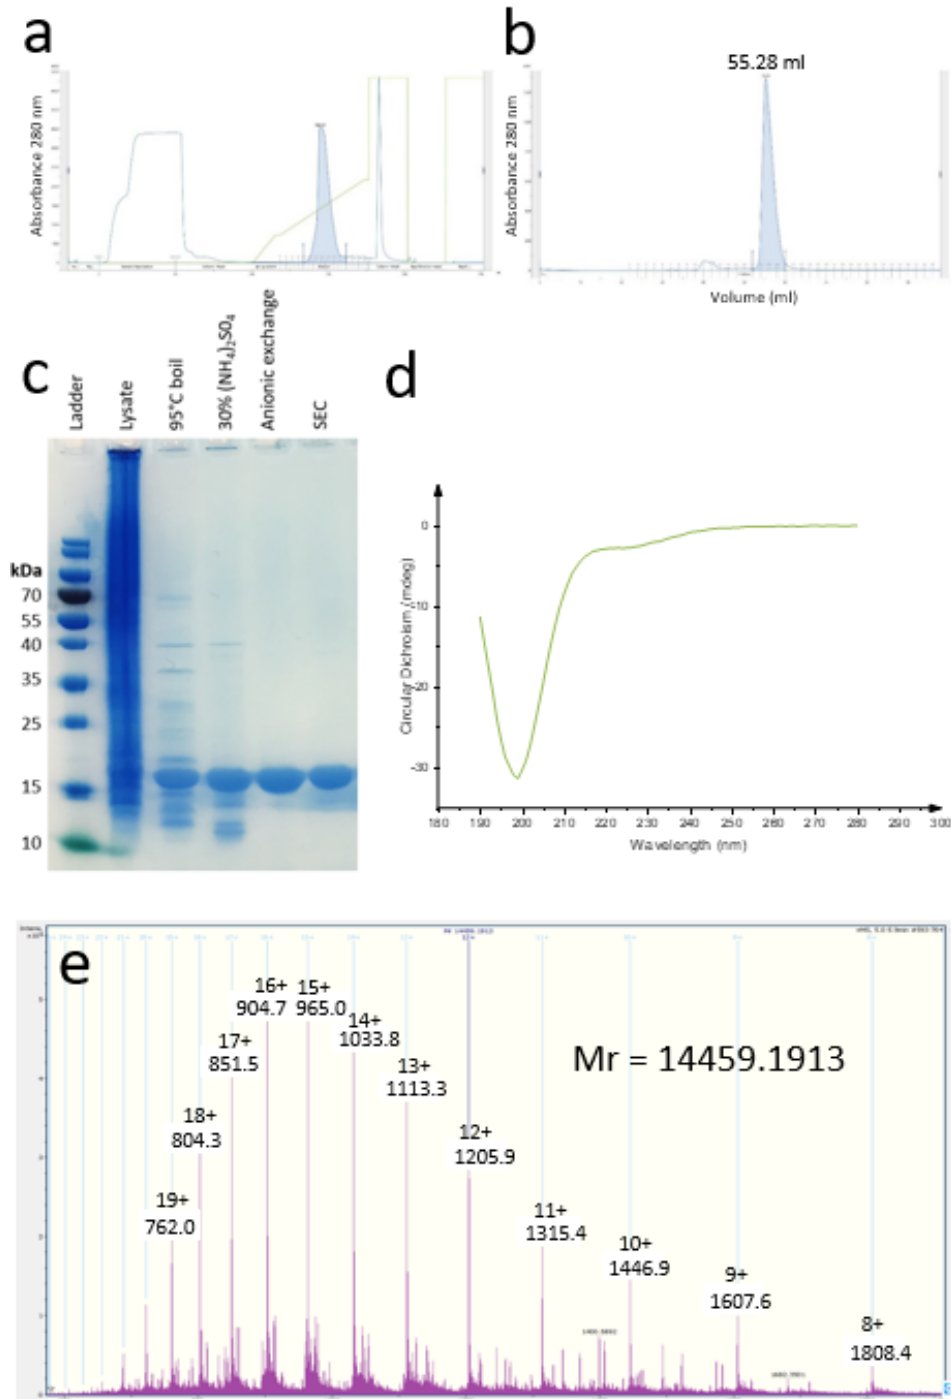 a
Absorbance 280 nm
b
55.28 ml
Absorbance 280 nm
Volume (ml)
c
Ladder
Lysate
95°C boil
30% (NH4)2SO4
Anionic exchange
SEC
kDa
70
55
40
35
25
15
10
d
Circular Dichroism (mdeg)
0
-10
-20
-30
180 190 200 210 220 230 240 250 260 270 280 290 300
Wavelength (nm)
e
Mr 14459.1913
Mr = 14459.1913
19+
762.0
18+
804.3
17+
851.5
16+
904.7
15+
965.0
14+
1033.8
13+
1113.3
12+
1205.9
11+
1315.4
10+
1446.9
9+
1607.6
8+
1808.4